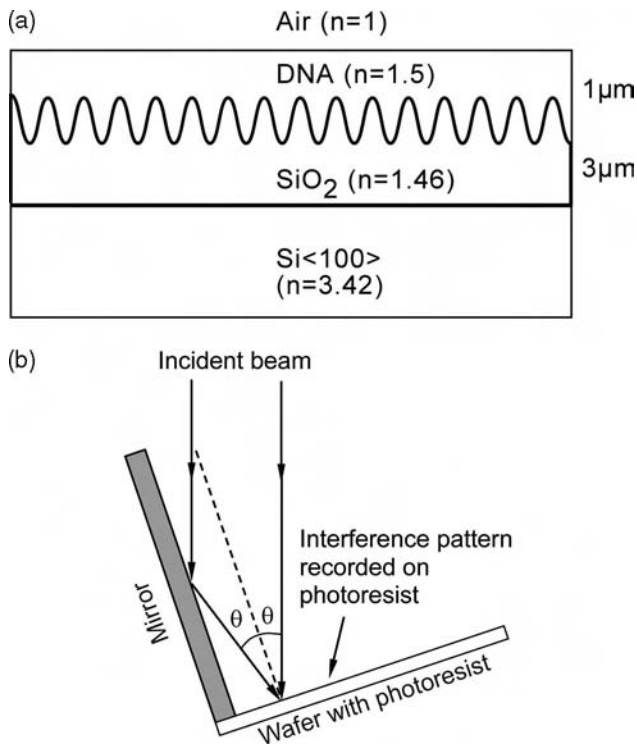 (a)
Air (n=1)
DNA (n=1.5)
1µm
3µm
SiO2 (n=1.46)
Si<100>
(n=3.42)
(b)
Incident beam
Interference pattern
recorded on
photoresist
θ θ
Mirror
Wafer with photoresist